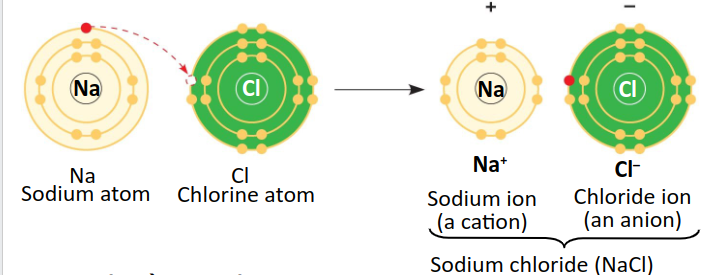 +
–
Na
Cl
Na
Cl
Na
Sodium atom
Cl
Chlorine atom
Na⁺
Sodium ion
(a cation)
Cl⁻
Chloride ion
(an anion)
Sodium chloride (NaCl)